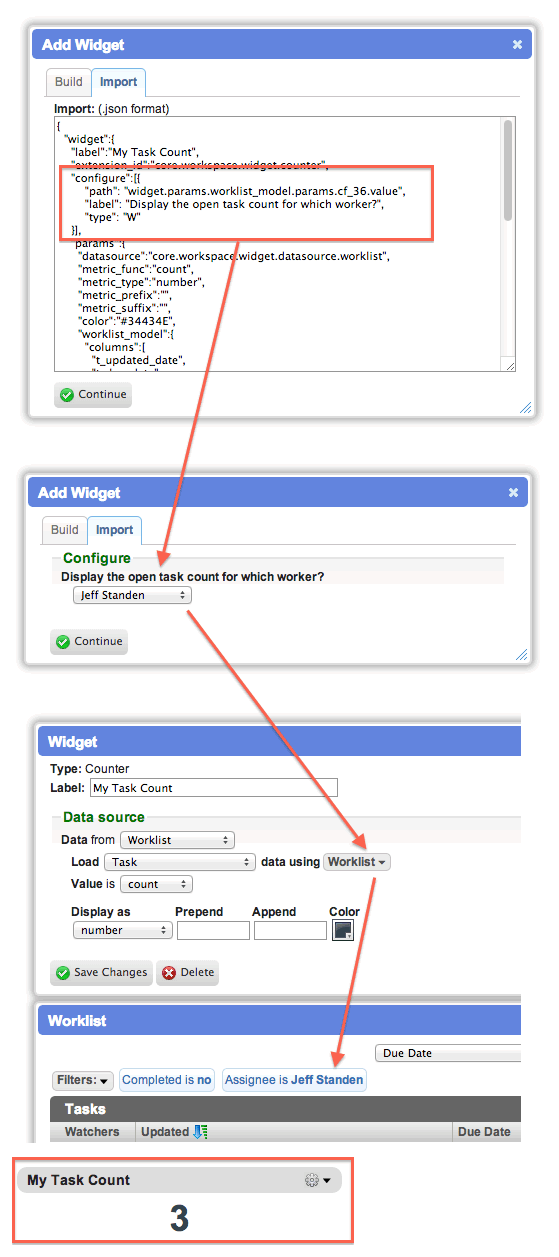 Add Widget
Build Import
Import: (.json format)
{
"widget":{
"label":"My Task Count",
"extension_id":"core.workspace.widget.counter",
"configure":[{
"path": "widget.params.worklist_model.params.cf_36.value",
"label": "Display the open task count for which worker?",
"type": "W"
}],
"params":{
"datasource":"core.workspace.widget.datasource.worklist",
"metric_func":"count",
"metric_type":"number",
"metric_prefix":"",
"metric_suffix":"",
"color":"#34434E",
"worklist_model":{
"columns":[
"t_updated_date",
Continue
Add Widget
Build Import
Configure
Display the open task count for which worker?
Jeff Standen
Continue
Widget
Type: Counter
Label: My Task Count
Data source
Data from Worklist
Load Task data using Worklist
Value is count
Display as Prepend Append Color
number
Save Changes Delete
Worklist
Due Date
Filters: Completed is no Assignee is Jeff Standen
Tasks
Watchers Updated Due Date
My Task Count
3